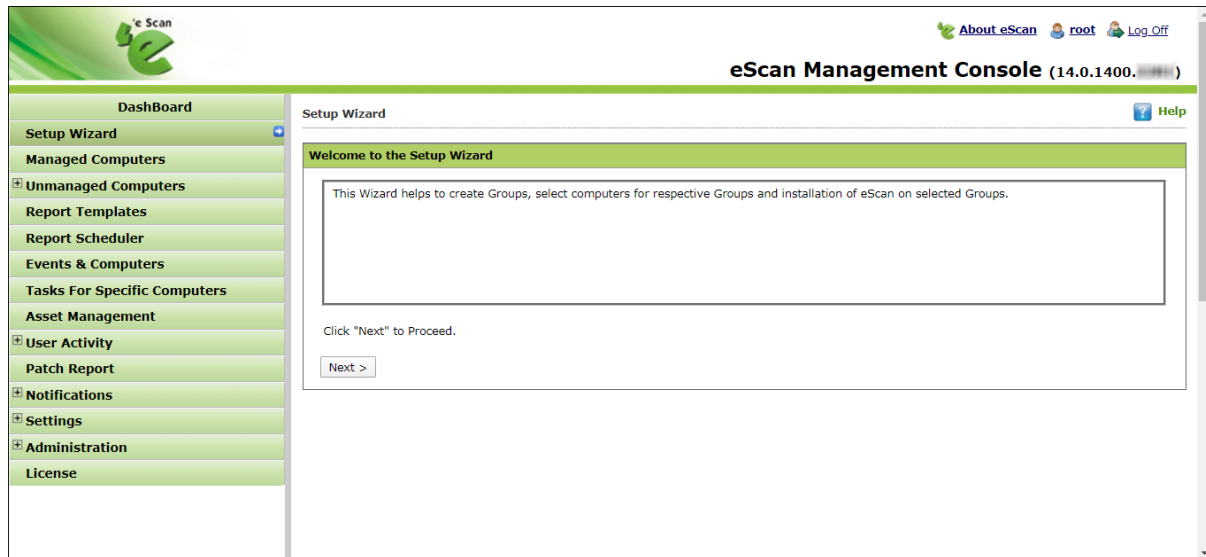 e Scan
About eScan root Log Off
eScan Management Console (14.0.1400. )
DashBoard
Setup Wizard
Managed Computers
Unmanaged Computers
Report Templates
Report Scheduler
Events & Computers
Tasks For Specific Computers
Asset Management
User Activity
Patch Report
Notifications
Settings
Administration
License
Setup Wizard
? Help
Welcome to the Setup Wizard
This Wizard helps to create Groups, select computers for respective Groups and installation of eScan on selected Groups.
Click "Next" to Proceed.
Next >